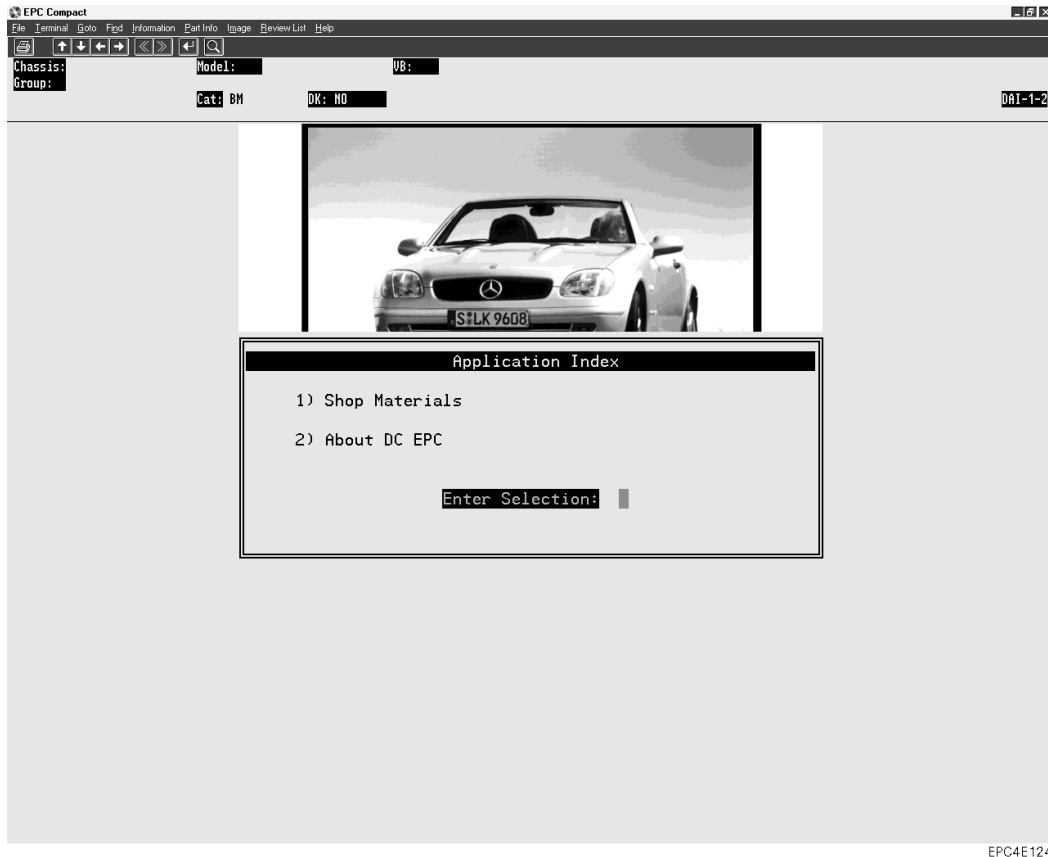 EPC Compact
File Terminal Goto Find Information Part Info Image Review List Help
Chassis: Model: VB:
Group:
Cat: BM DK: NO DAI-1-2
S LK 9608
Application Index
1) Shop Materials
2) About DC EPC
Enter Selection:
EPC4E124